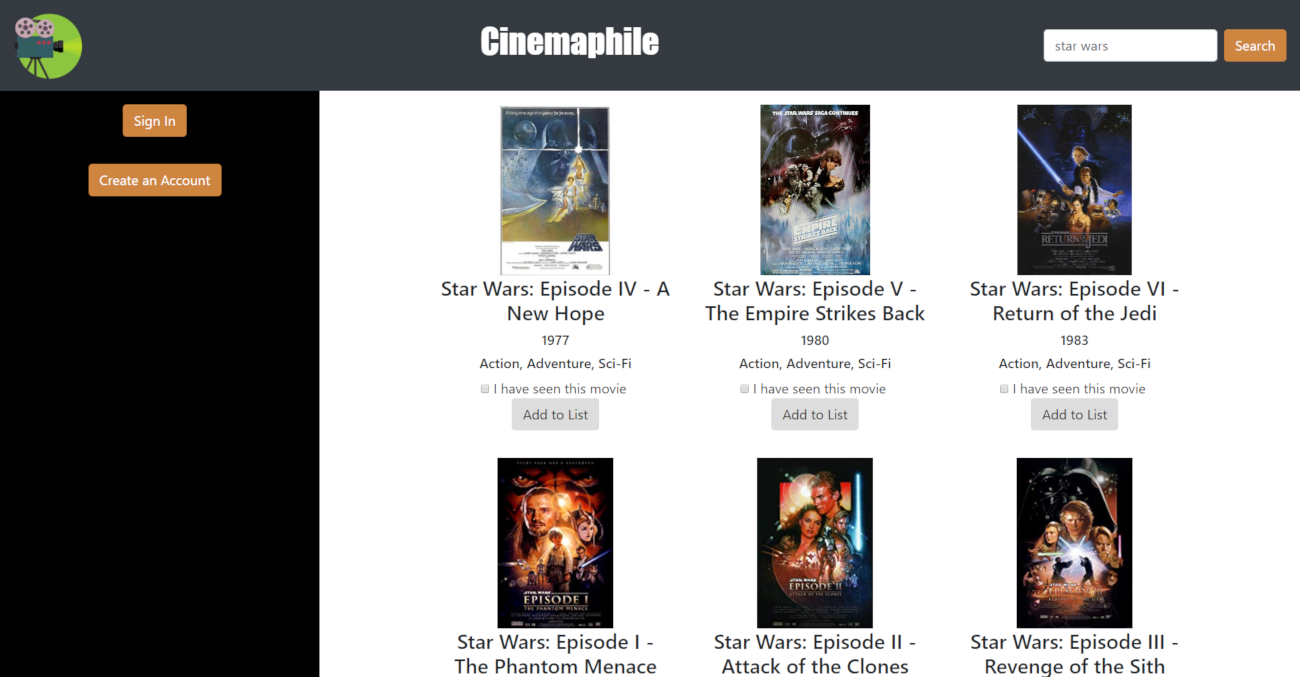 Cinemaphile
star wars
Search
Sign In
Create an Account
THE STAR WARS SAGA CONTINUES
STAR
WARS
EMPIRE
STRIKES BACK
RETURN OF THE JEDI
Star Wars: Episode IV - A
New Hope
1977
Action, Adventure, Sci-Fi
I have seen this movie
Add to List
Star Wars: Episode V -
The Empire Strikes Back
1980
Action, Adventure, Sci-Fi
I have seen this movie
Add to List
Star Wars: Episode VI -
Return of the Jedi
1983
Action, Adventure, Sci-Fi
I have seen this movie
Add to List
STAR WARS
EPISODE I
THE PHANTOM MENACE
STAR WARS
EPISODE II
ATTACK OF THE CLONES
STAR WARS
Star Wars: Episode I -
The Phantom Menace
Star Wars: Episode II -
Attack of the Clones
Star Wars: Episode III -
Revenge of the Sith